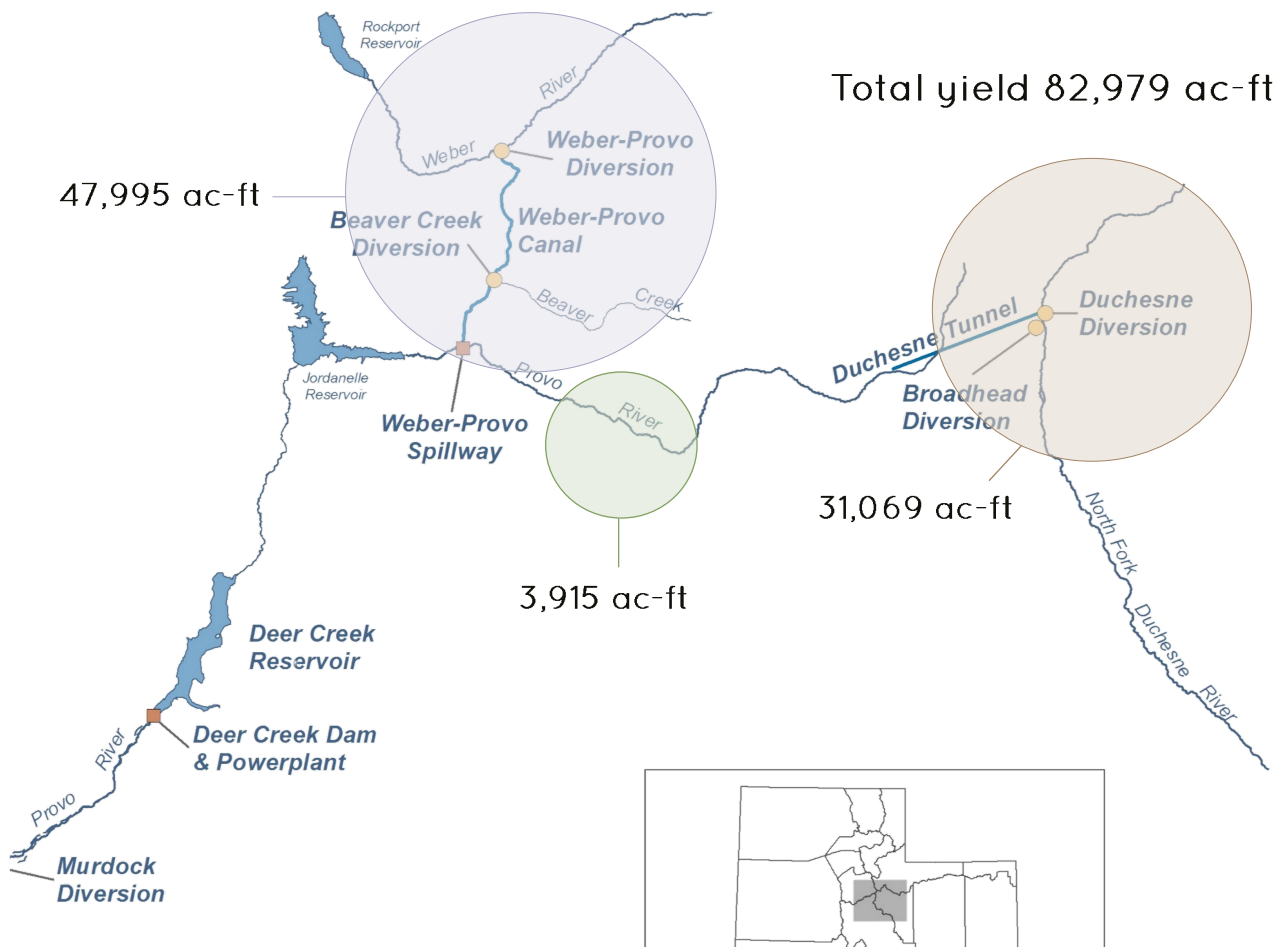 Rockport
Reservoir
Total yield 82,979 ac-ft
River
Weber
Weber-Provo
Diversion
47,995 ac-ft
Beaver Creek
Diversion
Weber-Provo
Canal
Beaver
Creek
Duchesne
Diversion
Duchesne Tunnel
Broadhead
Diversion
Jordanelle
Reservoir
Provo
River
Weber-Provo
Spillway
31,069 ac-ft
North Fork
Duchesne
River
3,915 ac-ft
Deer Creek
Reservoir
Deer Creek Dam
& Powerplant
River
Provo
Murdock
Diversion